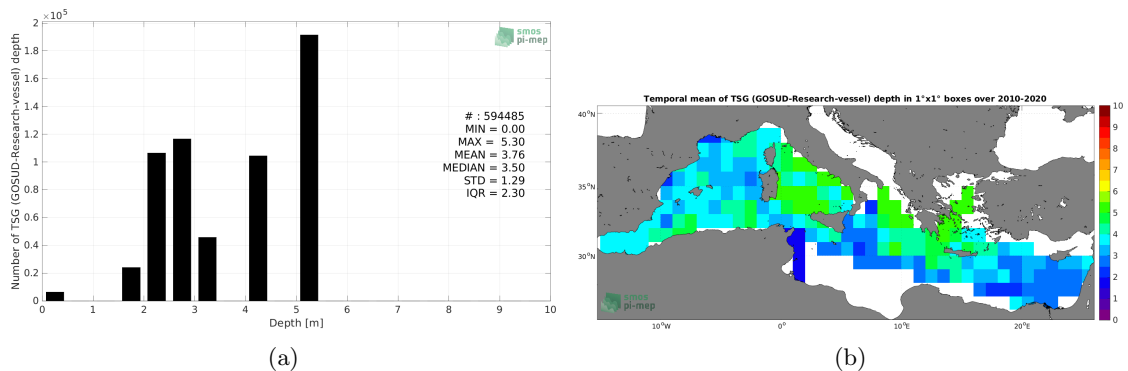 ×10⁵
2
1.8
1.6
1.4
1.2
1
0.8
0.6
0.4
0.2
0
Number of TSG (GOSUD-Research-vessel) depth
smos
pi-mep
# : 594485
MIN = 0.00
MAX = 5.30
MEAN = 3.76
MEDIAN = 3.50
STD = 1.29
IQR = 2.30
0 1 2 3 4 5 6 7 8 9 10
Depth [m]
(a)
Temporal mean of TSG (GOSUD-Research-vessel) depth in 1°x1° boxes over 2010-2020
40°N
35°N
30°N
10°W 0° 10°E 20°E
smos
pi-mep
10
9
8
7
6
5
4
3
2
1
0
(b)